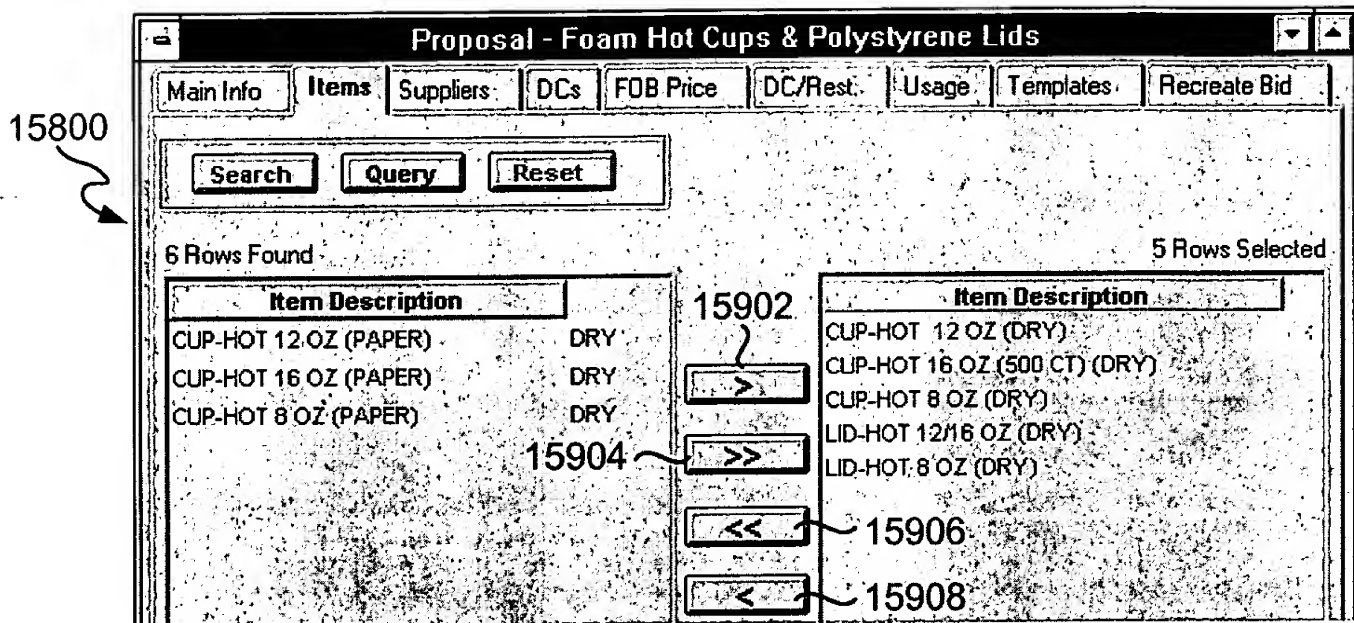 Proposal - Foam Hot Cups & Polystyrene Lids
Main Info Items Suppliers DCs FOB Price DC/Rest. Usage Templates Recreate Bid
15800
Search Query Reset
6 Rows Found 5 Rows Selected
Item Description Item Description
15902
CUP-HOT 12 OZ (PAPER) DRY CUP-HOT 12 OZ (DRY)
CUP-HOT 16 OZ (PAPER) DRY CUP-HOT 16 OZ (500 CT) (DRY)
>
CUP-HOT 8 OZ (PAPER) DRY CUP-HOT 8 OZ (DRY)
LID-HOT 12/16 OZ (DRY)
15904 >> LID-HOT 8 OZ (DRY)
<< 15906
< 15908